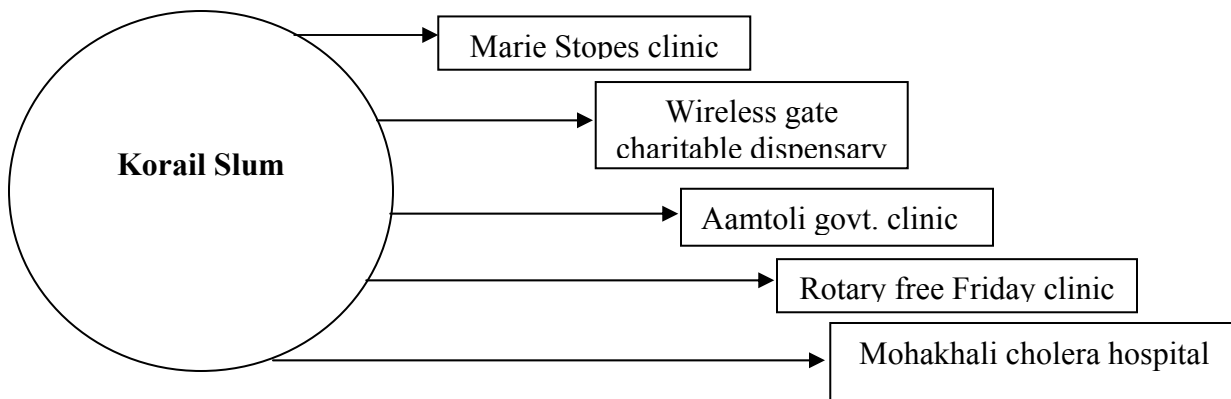 Marie Stopes clinic
Wireless gate
charitable dispensary
Korail Slum
Aamtoli govt. clinic
Rotary free Friday clinic
Mohakhali cholera hospital